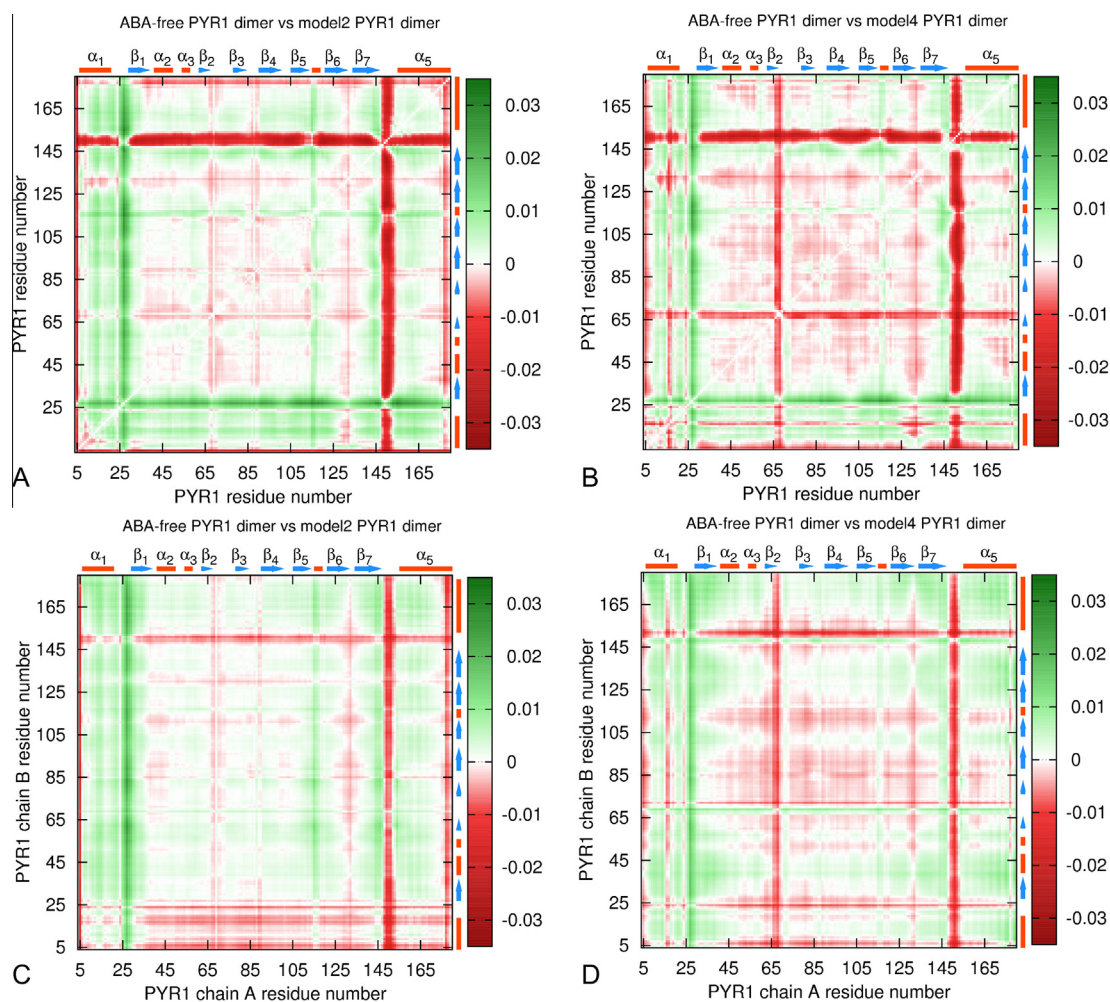 ABA-free PYR1 dimer vs model2 PYR1 dimer
α1 β1 α2 α3 β2 β3 β4 β5 β6 β7 α5
165
145
125
105
85
65
45
25
5 25 45 65 85 105 125 145 165
PYR1 residue number
PYR1 residue number
0.03
0.02
0.01
0
-0.01
-0.02
-0.03
A
ABA-free PYR1 dimer vs model4 PYR1 dimer
α1 β1 α2 α3 β2 β3 β4 β5 β6 β7 α5
165
145
125
105
85
65
45
25
5 25 45 65 85 105 125 145 165
PYR1 residue number
PYR1 residue number
0.03
0.02
0.01
0
-0.01
-0.02
-0.03
B
ABA-free PYR1 dimer vs model2 PYR1 dimer
α1 β1 α2 α3 β2 β3 β4 β5 β6 β7 α5
165
145
125
105
85
65
45
25
5
5 25 45 65 85 105 125 145 165
PYR1 chain B residue number
PYR1 chain A residue number
0.03
0.02
0.01
0
-0.01
-0.02
-0.03
C
ABA-free PYR1 dimer vs model4 PYR1 dimer
α1 β1 α2 α3 β2 β3 β4 β5 β6 β7 α5
165
145
125
105
85
65
45
25
5
5 25 45 65 85 105 125 145 165
PYR1 chain B residue number
PYR1 chain A residue number
0.03
0.02
0.01
0
-0.01
-0.02
-0.03
D